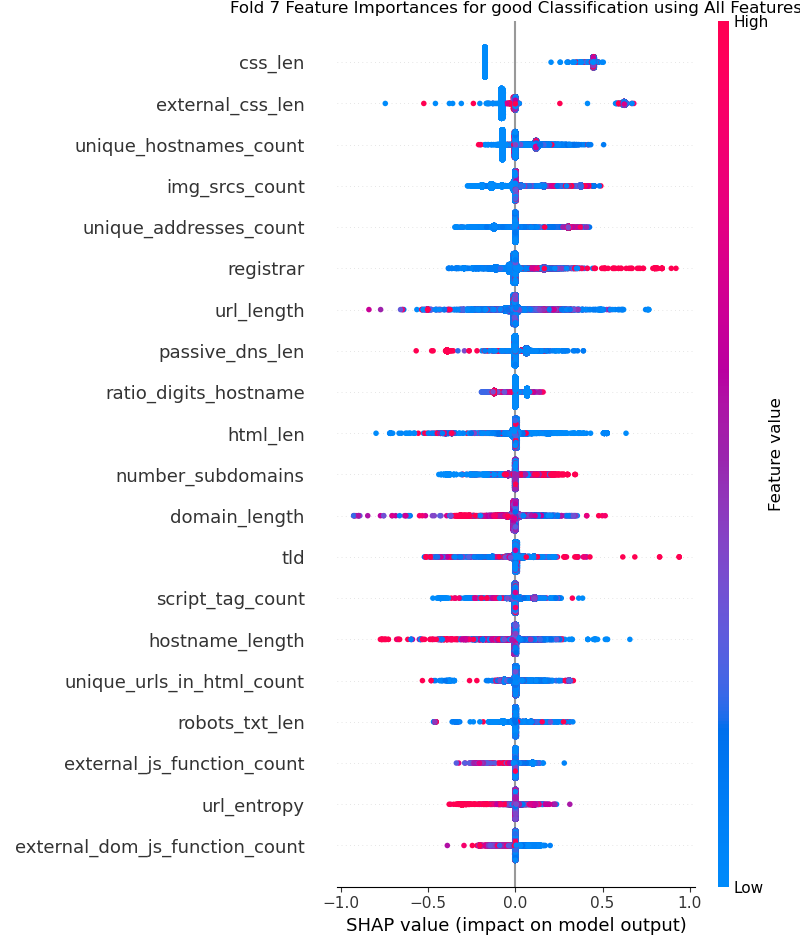 Fold 7 Feature Importances for good Classification using All Features
High
css_len
external_css_len
unique_hostnames_count
img_srcs_count
unique_addresses_count
registrar
url_length
passive_dns_len
ratio_digits_hostname
html_len
number_subdomains
domain_length
tld
script_tag_count
hostname_length
unique_urls_in_html_count
robots_txt_len
external_js_function_count
url_entropy
external_dom_js_function_count
Feature value
Low
−1.0 −0.5 0.0 0.5 1.0
SHAP value (impact on model output)